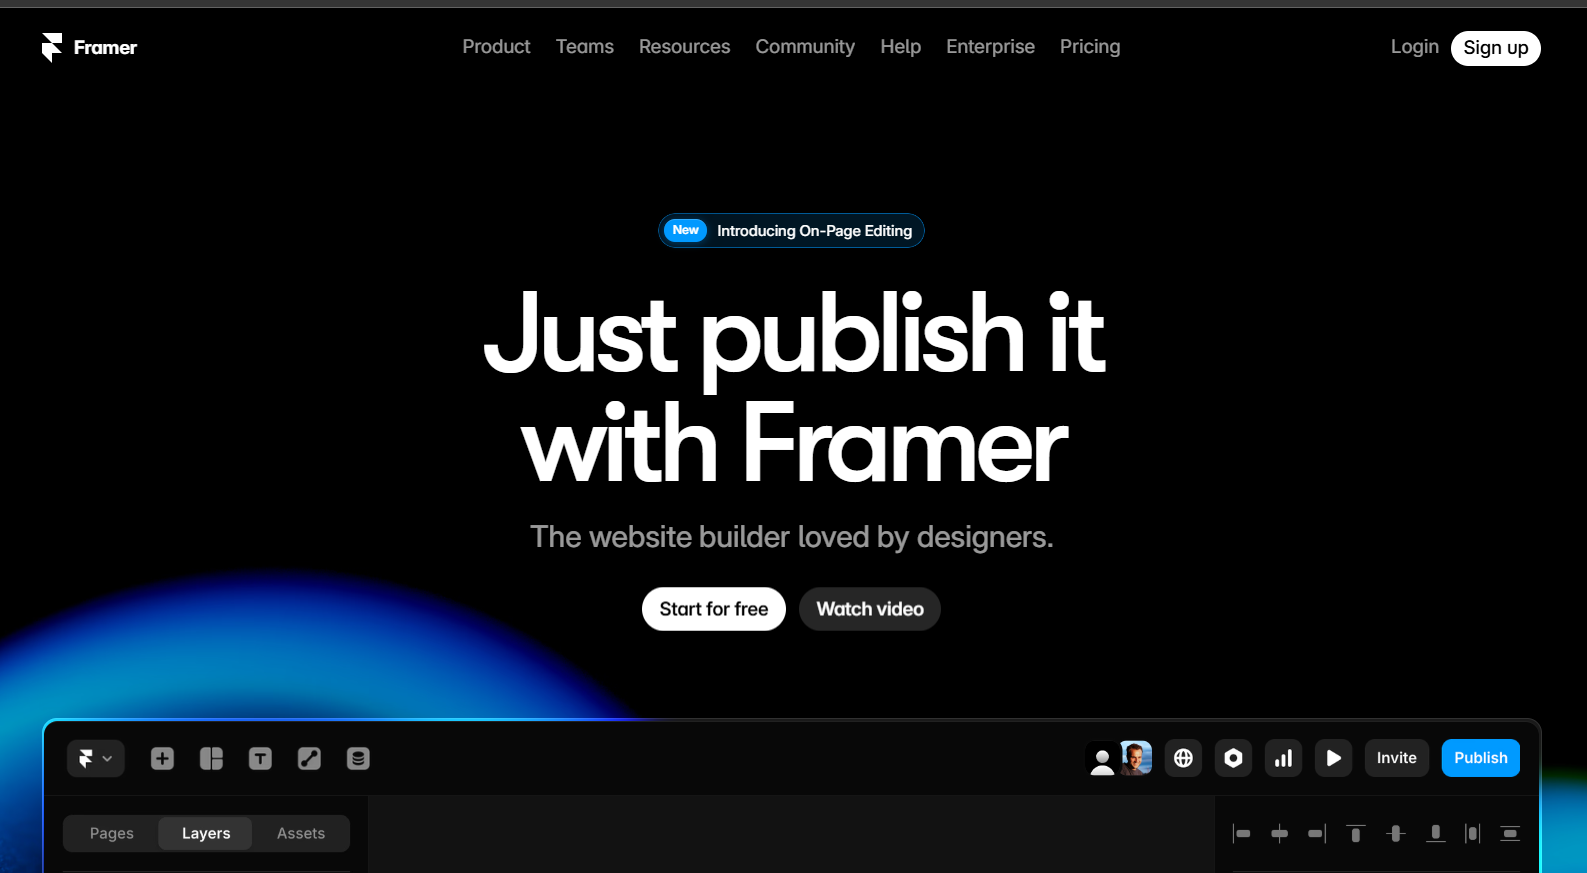 Framer
Product Teams Resources Community Help Enterprise Pricing
Login Sign up
New Introducing On-Page Editing
Just publish it
with Framer
The website builder loved by designers.
Start for free Watch video
Invite Publish
Pages Layers Assets